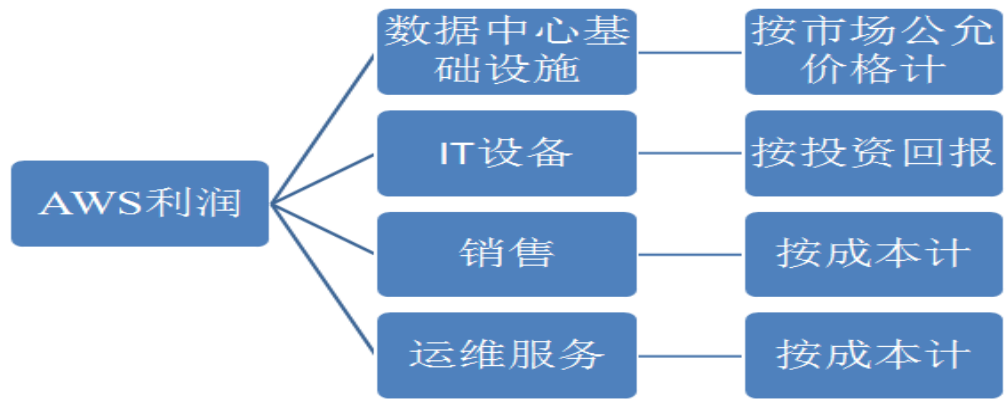 数据中心基
础设施
按市场公允
价格计
IT设备
按投资回报
AWS利润
销售
按成本计
运维服务
按成本计